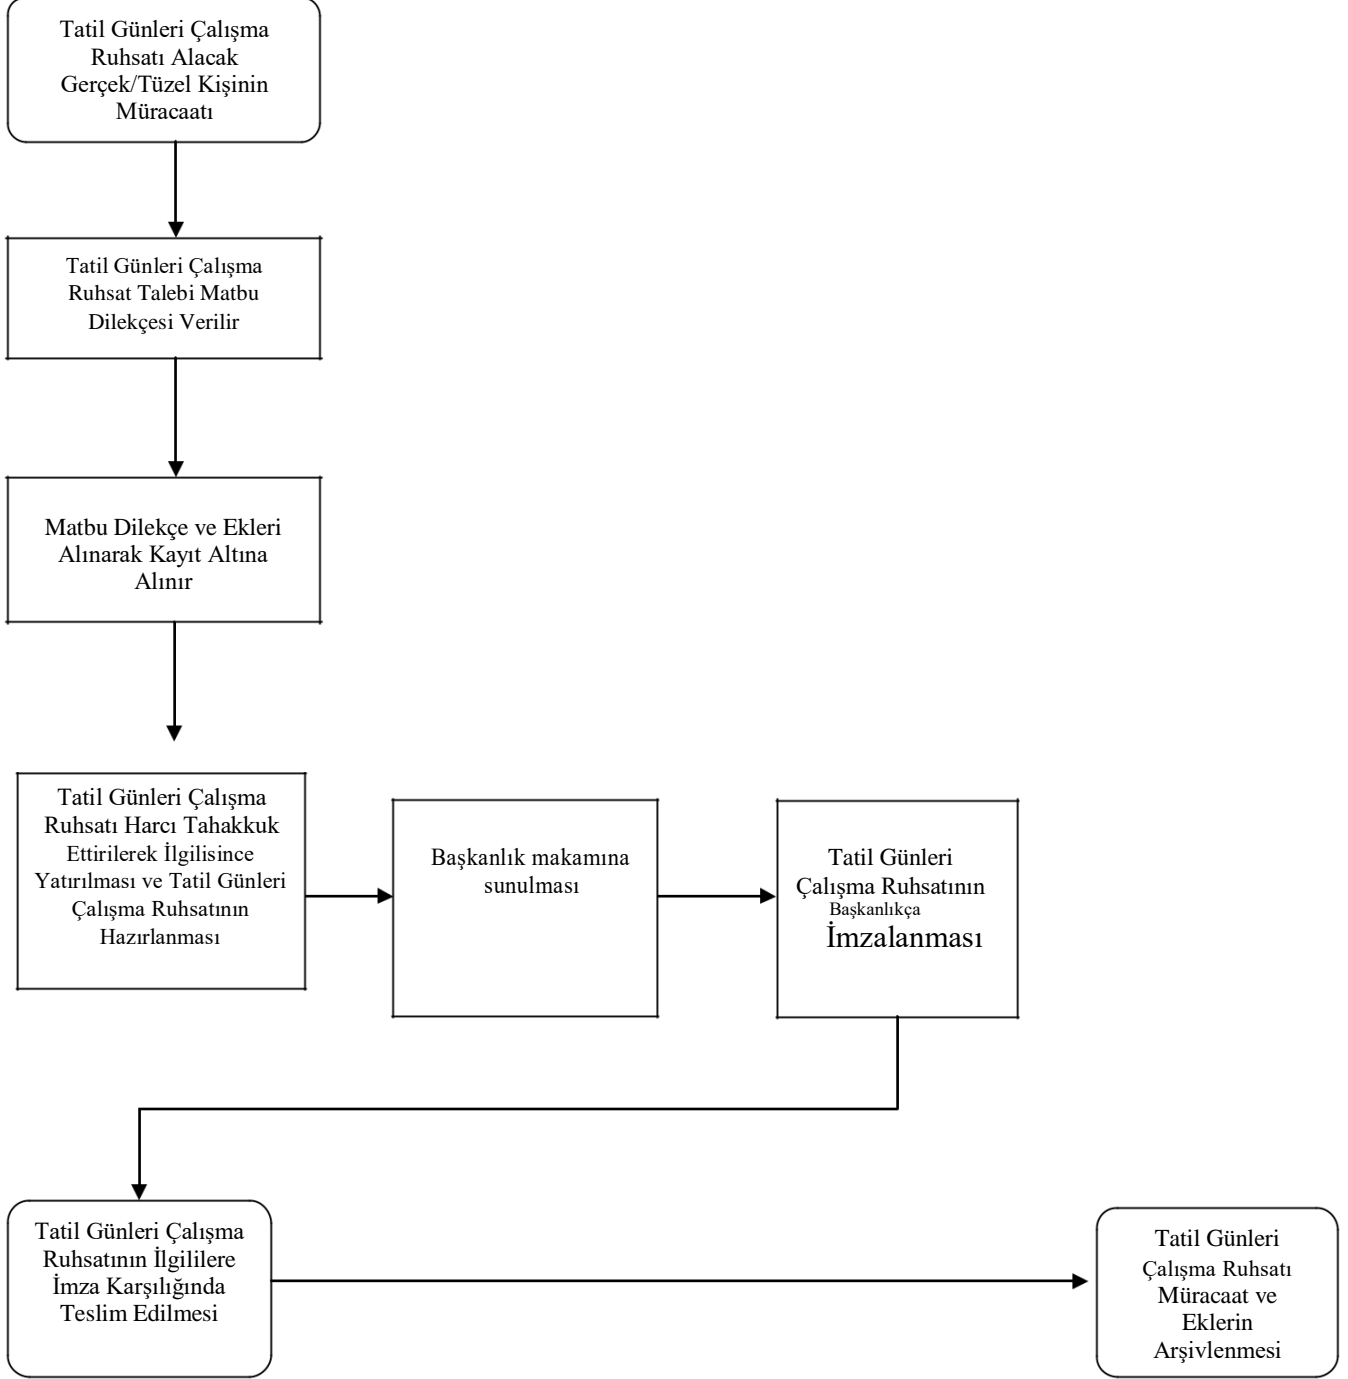 Tatil Günleri Çalışma
Ruhsatı Alacak
Gerçek/Tüzel Kişinin
Müracaatı
Tatil Günleri Çalışma
Ruhsat Talebi Matbu
Dilekçesi Verilir
Matbu Dilekçe ve Ekleri
Alınarak Kayıt Altına
Alınır
Tatil Günleri Çalışma
Ruhsatı Harcı Tahakkuk
Ettirilerek İlgilisince
Yatırılması ve Tatil Günleri
Çalışma Ruhsatının
Hazırlanması
Başkanlık makamına
sunulması
Tatil Günleri
Çalışma Ruhsatının
Başkanlıkça
İmzalanması
Tatil Günleri Çalışma
Ruhsatının İlgililere
İmza Karşılığında
Teslim Edilmesi
Tatil Günleri
Çalışma Ruhsatı
Müracaat ve
Eklerin
Arşivlenmesi